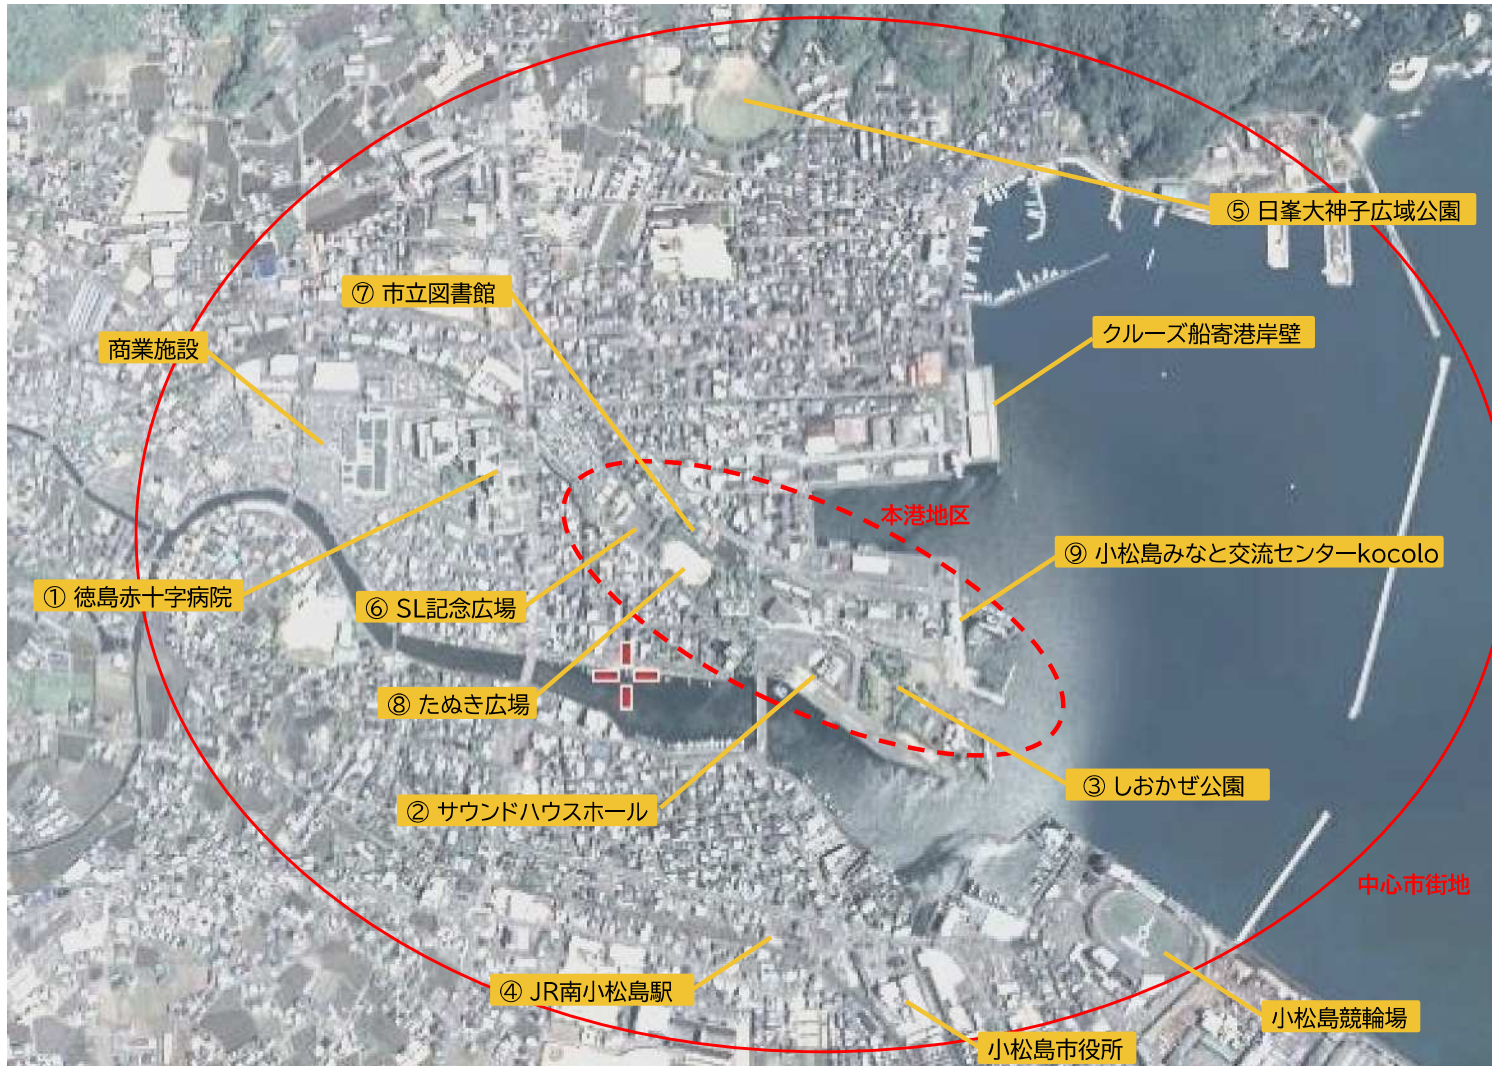 ⑤ 日峯大神子広域公園
⑦ 市立図書館
クルーズ船寄港岸壁
商業施設
本港地区
⑨ 小松島みなと交流センターkocolo
① 徳島赤十字病院
⑥ SL記念広場
⑧ たぬき広場
③ しおかぜ公園
② サウンドハウスホール
中心市街地
④ JR南小松島駅
小松島競輪場
小松島市役所